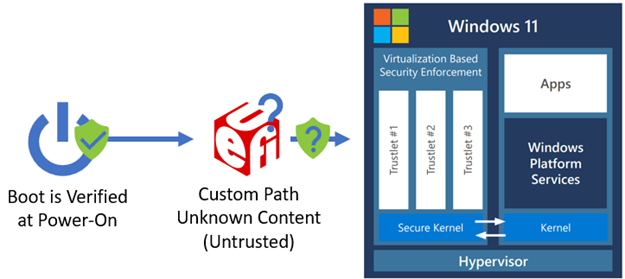 Boot is Verified
at Power-On
UEFI
?
?
Custom Path
Unknown Content
(Untrusted)
Windows 11
Virtualization Based
Security Enforcement
Trustlet #1
Trustlet #2
Trustlet #3
Secure Kernel
Apps
Windows
Platform
Services
Kernel
Hypervisor